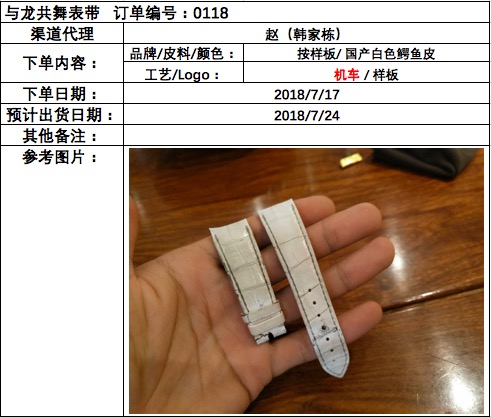 与龙共舞表带 订单编号：0118
渠道代理 赵（韩家栋）
下单内容： 品牌/皮料/颜色： 按样板/ 国产白色鳄鱼皮
工艺/Logo： 机车 / 样板
下单日期： 2018/7/17
预计出货日期： 2018/7/24
其他备注：
参考图片：